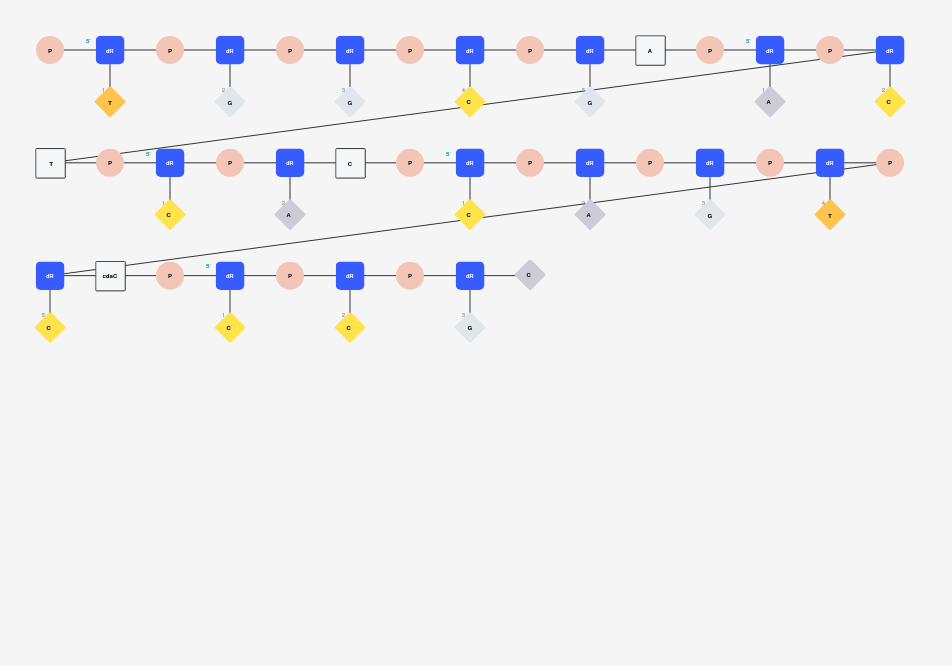 P 5' dR P dR P dR P dR P dR A P 5' dR P dR
1 T 2 G 3 G 4 C 5 G 1 A 2 C
T P 5' dR P dR C P 5' dR P dR P dR P dR P
1 C 2 A 1 C 2 A 3 G 4 T
dR cdaC P 5' dR P dR P dR C
5 C 1 C 2 C 3 G